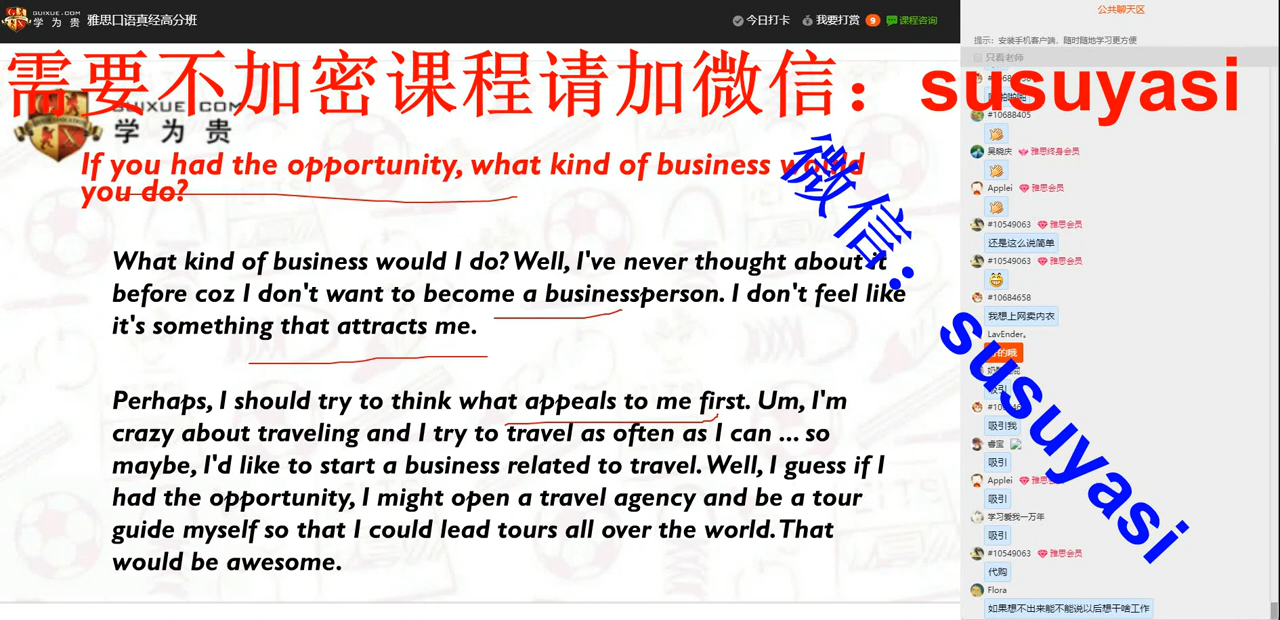 GUIXUE.COM
学为贵
雅思口语真经高分班
今日打卡
我要打赏
9
课程咨询
公共聊天区
提示：安装手机客户端，随时随地学习更方便
只看老师
需要不加密课程请加微信：susuyasi
GUIXUE.COM
学为贵
If you had the opportunity, what kind of business would
you do?
What kind of business would I do? Well, I've never thought about it
before coz I don't want to become a businessperson. I don't feel like
it's something that attracts me.
Perhaps, I should try to think what appeals to me first. Um, I'm
crazy about traveling and I try to travel as often as I can ... so
maybe, I'd like to start a business related to travel. Well, I guess if I
had the opportunity, I might open a travel agency and be a tour
guide myself so that I could lead tours all over the world. That
would be awesome.
微信：
susuyasi
#10688405
吴晓庆 雅思终身会员
Applei 雅思会员
#10549063 雅思会员
还是这么说简单
#10549063 雅思会员
#10684658
我想上网卖内衣
LavEnder。
吸引
吸引我
睿宝
吸引
Applei
吸引
学习爱我一万年
吸引
#10549063 雅思会员
代购
Flora
如果想不出来能不能说以后想干啥工作